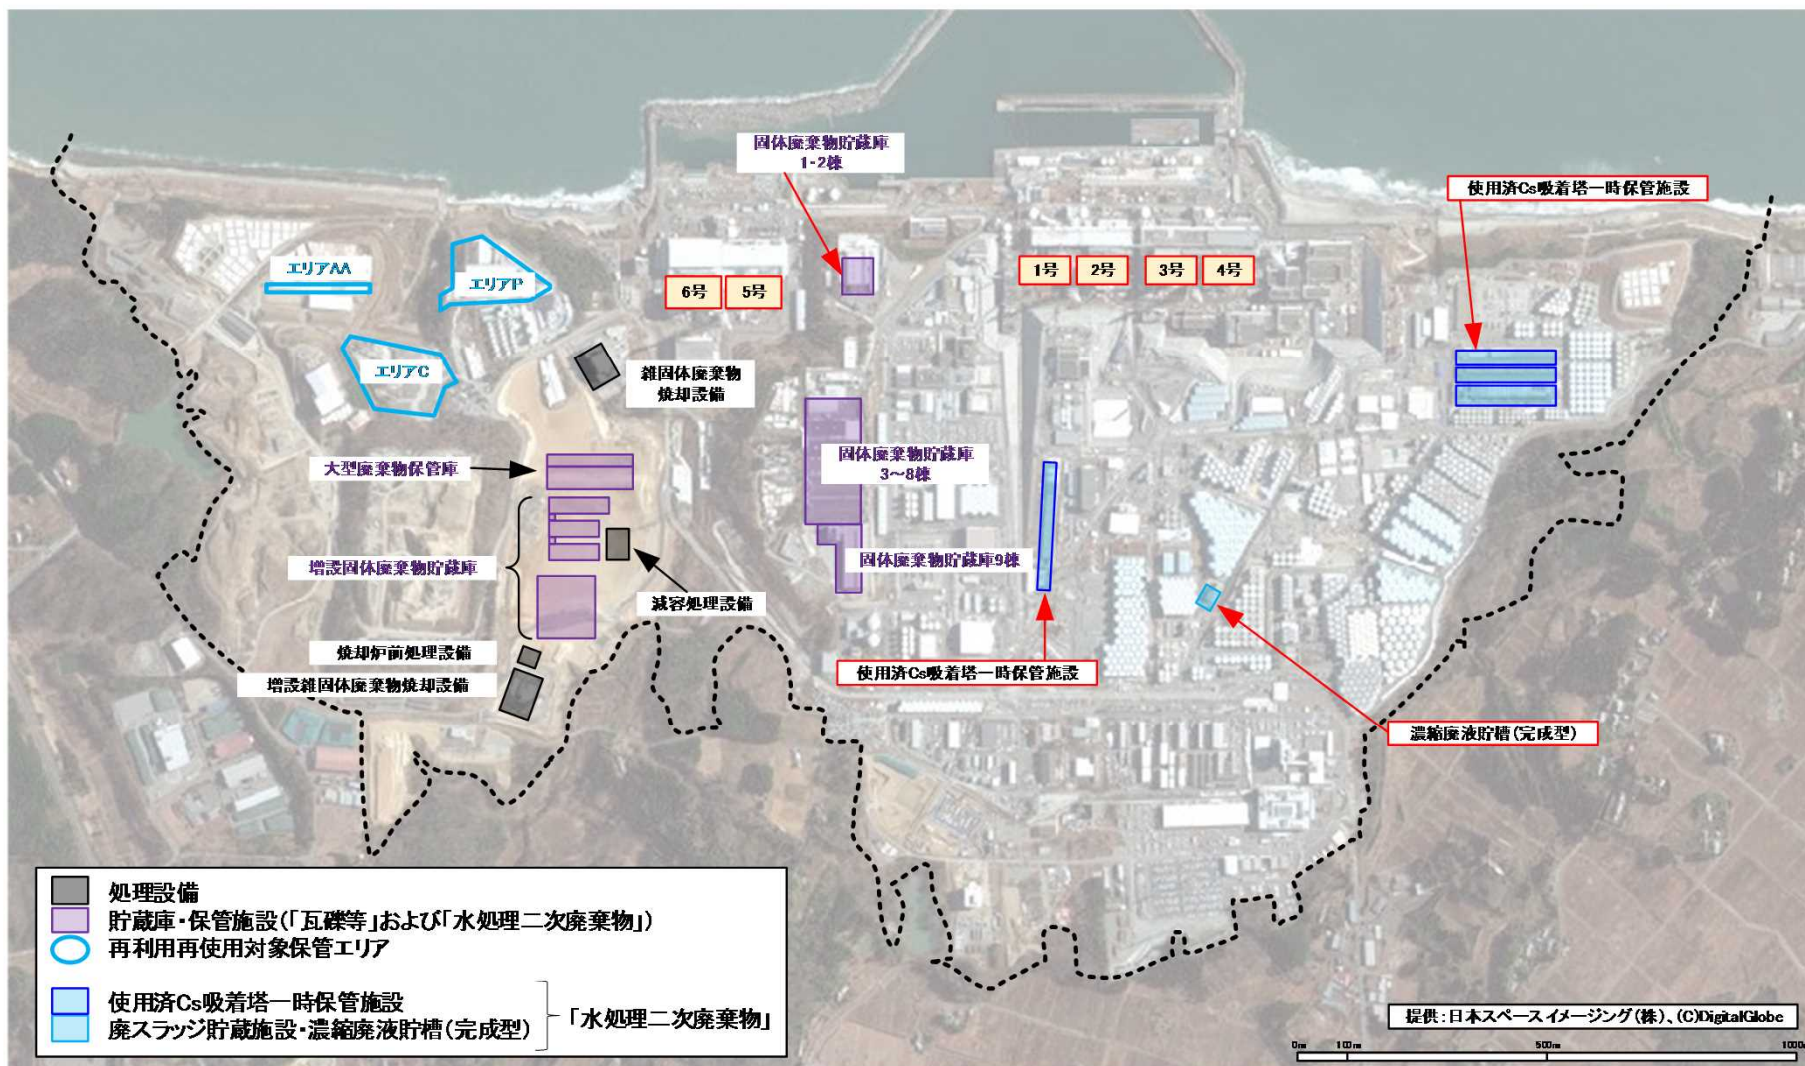 固体廃棄物貯蔵庫
1-2棟
使用済Cs吸着塔一時保管施設
エリアAA
エリアP
6号
5号
1号
2号
3号
4号
エリアC
雑固体廃棄物
焼却設備
大型廃棄物保管庫
固体廃棄物貯蔵庫
3～8棟
増設固体廃棄物貯蔵庫
固体廃棄物貯蔵庫9棟
減容処理設備
焼却炉前処理設備
増設雑固体廃棄物焼却設備
使用済Cs吸着塔一時保管施設
濃縮廃液貯槽(完成型)
処理設備
貯蔵庫・保管施設(「瓦礫等」および「水処理二次廃棄物」)
再利用再使用対象保管エリア
使用済Cs吸着塔一時保管施設
廃スラッジ貯蔵施設・濃縮廃液貯槽(完成型)
「水処理二次廃棄物」
提供:日本スペースイメージング(株)、(C)DigitalGlobe
0m 100m 500m 1000m